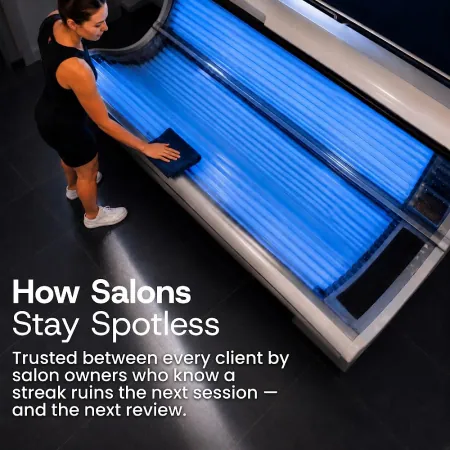 How Salons
Stay Spotless
Trusted between every client by
salon owners who know a
streak ruins the next session —
and the next review.